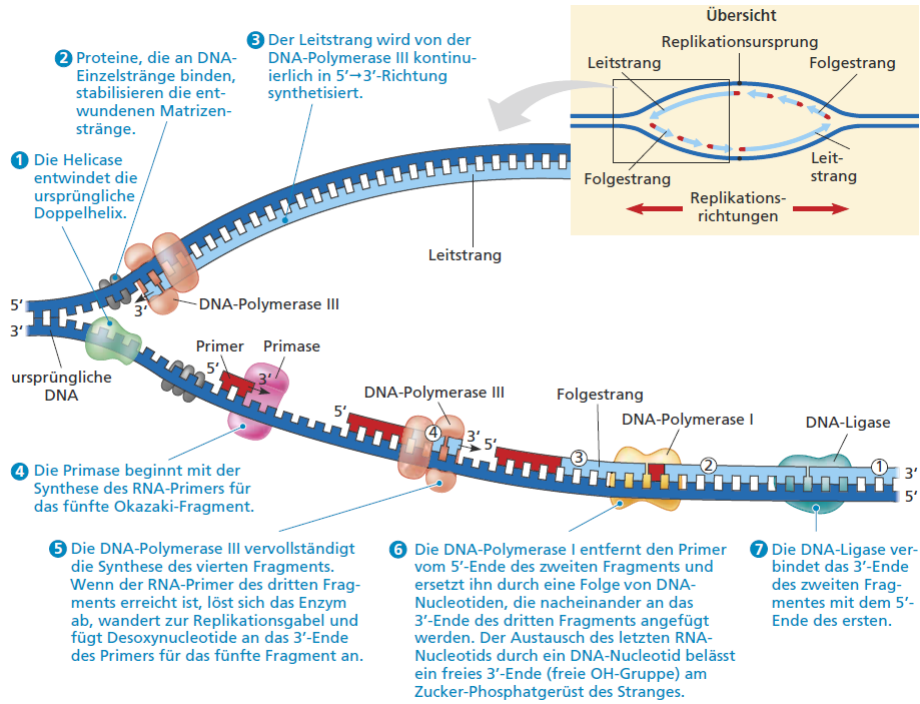 Übersicht
Replikationsursprung
Leitstrang
Folgestrang
Folgestrang
Leit-
strang
Replikations-
richtungen
2 Proteine, die an DNA-
Einzelstränge binden,
stabilisieren die ent-
wundenen Matrizen-
stränge.
3 Der Leitstrang wird von der
DNA-Polymerase III kontinu-
ierlich in 5′→3′-Richtung
synthetisiert.
1 Die Helicase
entwindet die
ursprüngliche
Doppelhelix.
Leitstrang
3′
DNA-Polymerase III
5′
3′
ursprüngliche
DNA
Primer
Primase
5′
3′
DNA-Polymerase III
5′
4
3′
5′
Folgestrang
3
DNA-Polymerase I
2
DNA-Ligase
1
3′
5′
4 Die Primase beginnt mit der
Synthese des RNA-Primers für
das fünfte Okazaki-Fragment.
5 Die DNA-Polymerase III vervollständigt
die Synthese des vierten Fragments.
Wenn der RNA-Primer des dritten Frag-
ments erreicht ist, löst sich das Enzym
ab, wandert zur Replikationsgabel und
fügt Desoxynucleotide an das 3′-Ende
des Primers für das fünfte Fragment an.
6 Die DNA-Polymerase I entfernt den Primer
vom 5′-Ende des zweiten Fragments und
ersetzt ihn durch eine Folge von DNA-
Nucleotiden, die nacheinander an das
3′-Ende des dritten Fragments angefügt
werden. Der Austausch des letzten RNA-
Nucleotids durch ein DNA-Nucleotid belässt
ein freies 3′-Ende (freie OH-Gruppe) am
Zucker-Phosphatgerüst des Stranges.
7 Die DNA-Ligase ver-
bindet das 3′-Ende
des zweiten Frag-
mentes mit dem 5′-
Ende des ersten.